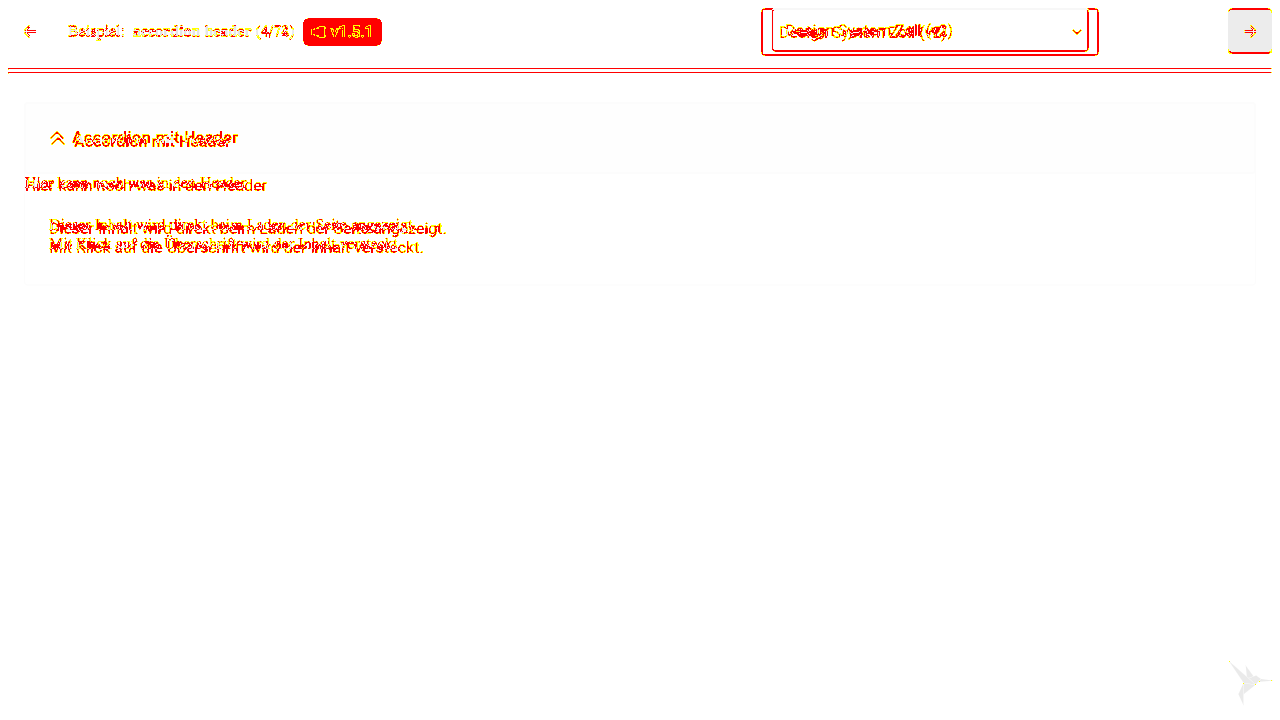 Beispiel: accordion header (4/72) v1.5.1
Design System Zoll (v2)
Accordion mit Header
Hier kann noch was in den Header
Dieser Inhalt wird direkt beim Laden der Seite angezeigt.
Mit Klick auf die Überschrift wird der Inhalt versteckt.